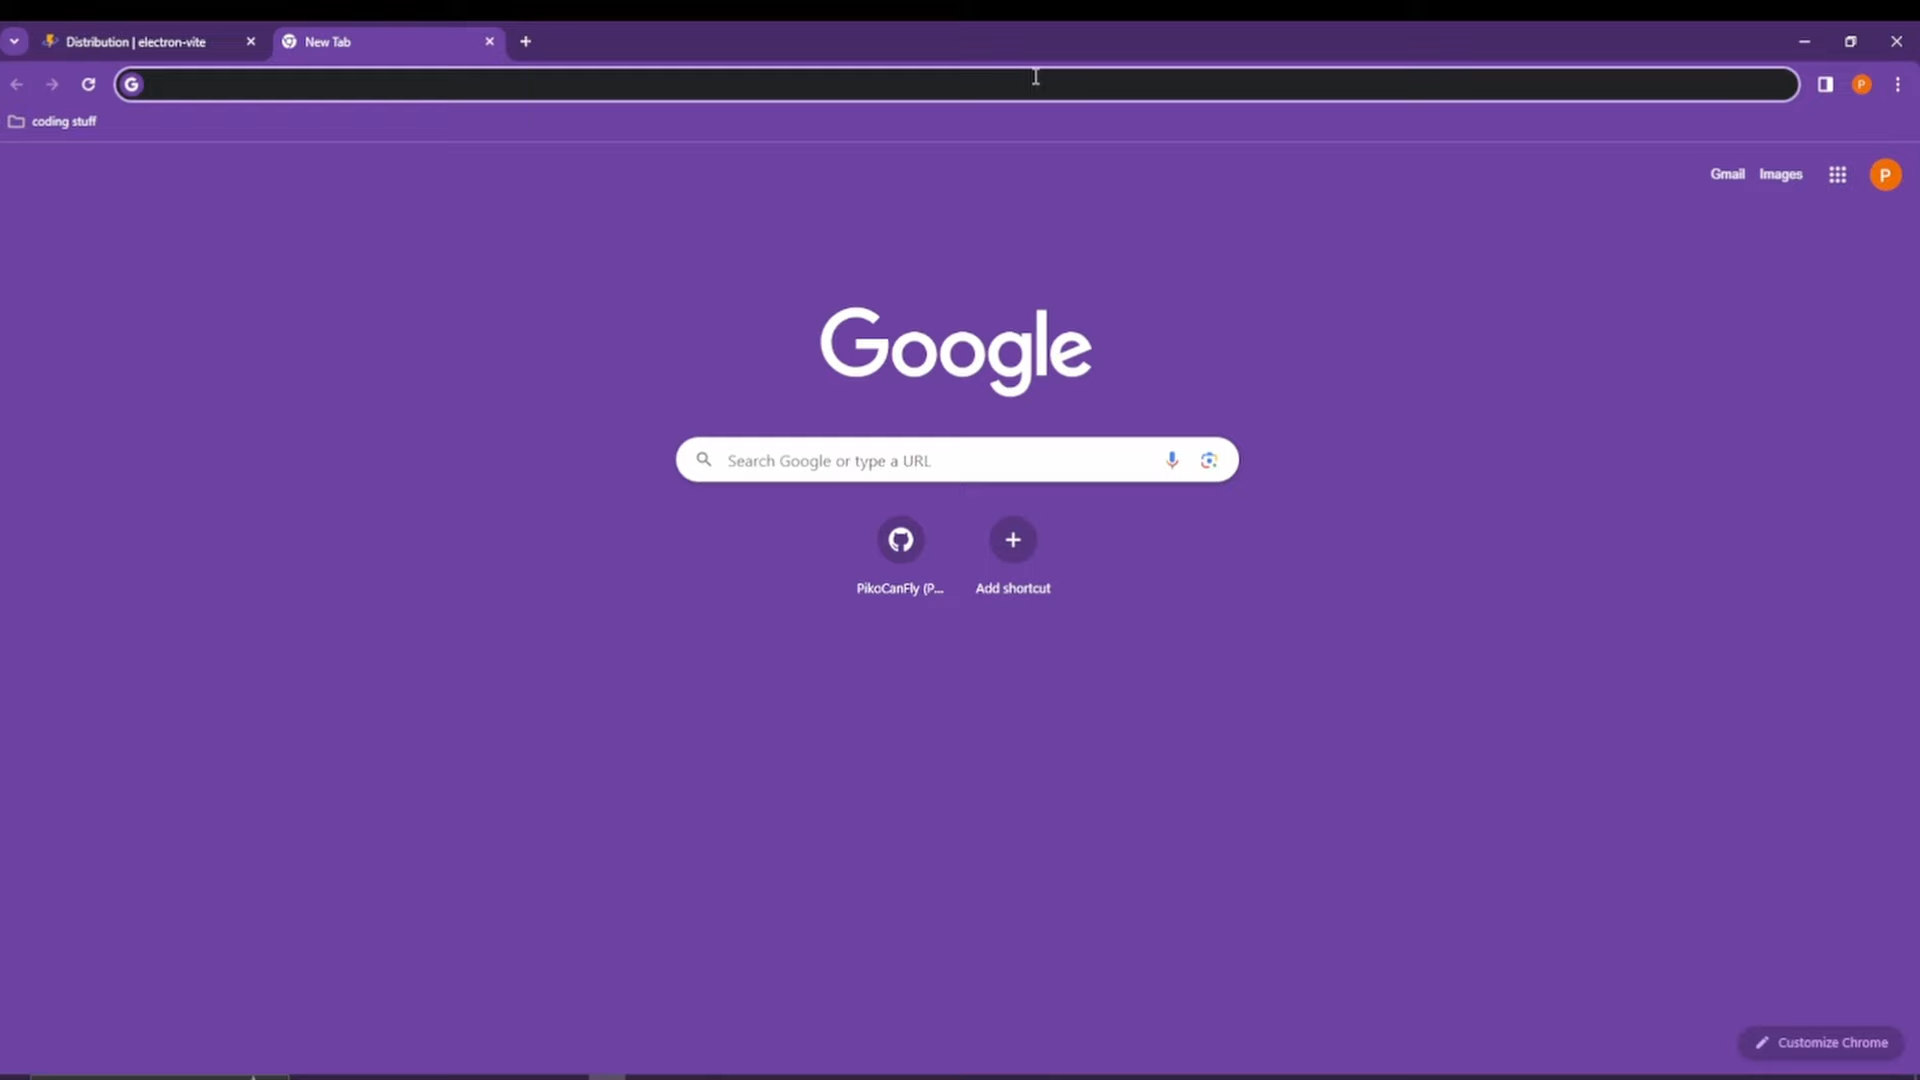 Distribution | electron-vite
New Tab
coding stuff
P
Gmail Images
P
Google
Search Google or type a URL
PikoCanFly (P...
Add shortcut
Customize Chrome